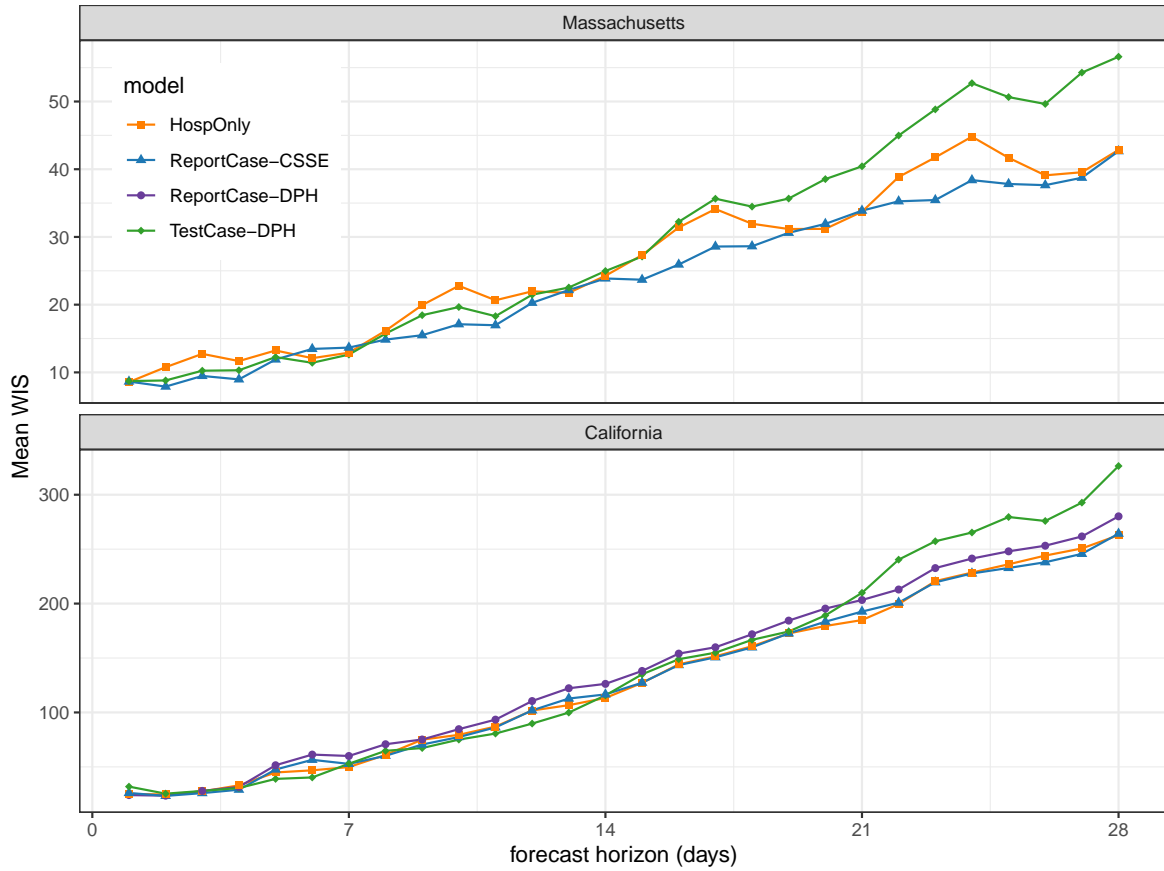 Massachusetts
model
HospOnly
ReportCase−CSSE
ReportCase−DPH
TestCase−DPH
50
40
30
20
10
Mean WIS
California
300
200
100
0
7
14
21
28
forecast horizon (days)